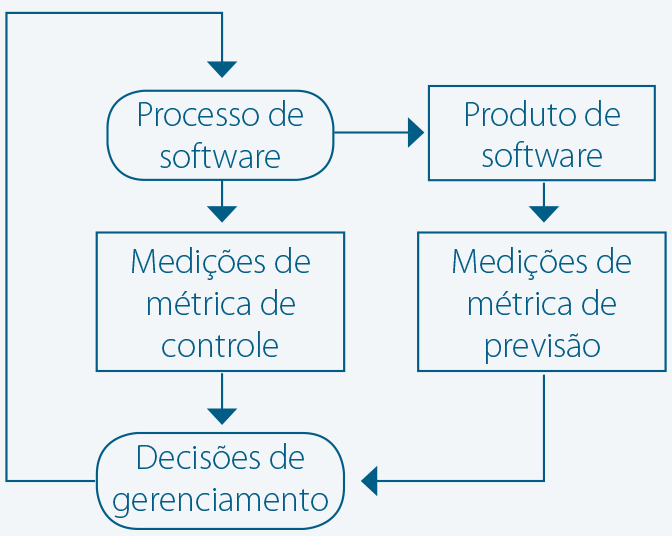 Processo de
software
Produto de
software
Medições de
métrica de
controle
Medições de
métrica de
previsão
Decisões de
gerenciamento